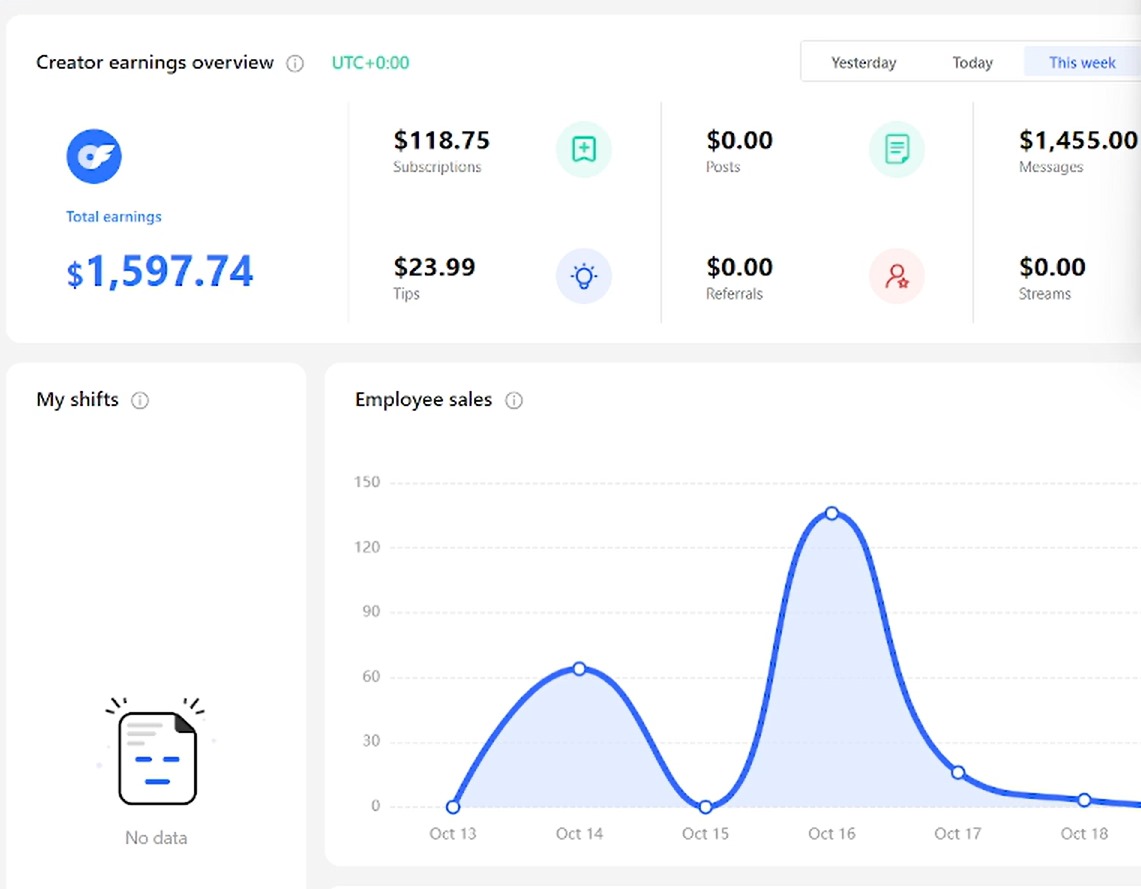 Creator earnings overview UTC+0:00
Yesterday Today This week
Total earnings
$1,597.74
$118.75
Subscriptions
$0.00
Posts
$1,455.00
Messages
$23.99
Tips
$0.00
Referrals
$0.00
Streams
My shifts
No data
Employee sales
150
120
90
60
30
0
Oct 13 Oct 14 Oct 15 Oct 16 Oct 17 Oct 18